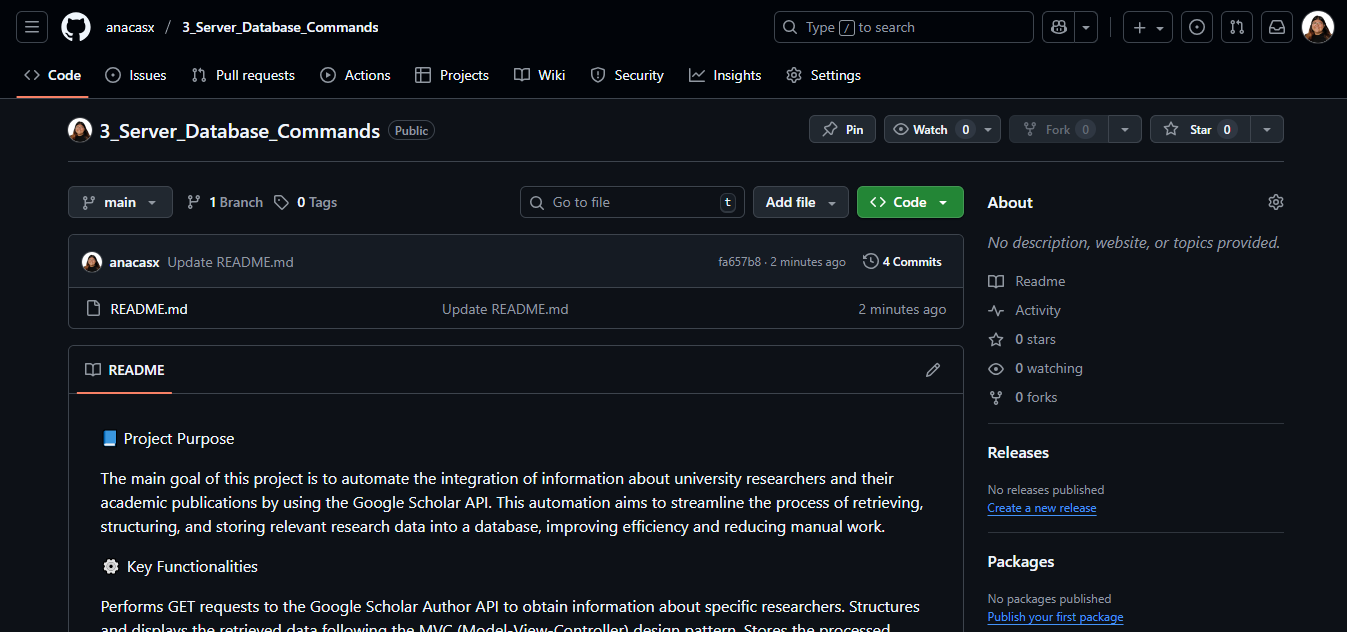 anacasx / 3_Server_Database_Commands
Type / to search
Code Issues Pull requests Actions Projects Wiki Security Insights Settings
3_Server_Database_Commands Public
Pin Watch 0 Fork 0 Star 0
main 1 Branch 0 Tags Go to file t Add file Code
anacasx Update README.md fa657b8 · 2 minutes ago 4 Commits
README.md Update README.md 2 minutes ago
README
Project Purpose
The main goal of this project is to automate the integration of information about university researchers and their
academic publications by using the Google Scholar API. This automation aims to streamline the process of retrieving,
structuring, and storing relevant research data into a database, improving efficiency and reducing manual work.
Key Functionalities
Performs GET requests to the Google Scholar Author API to obtain information about specific researchers. Structures
and displays the retrieved data following the MVC (Model-View-Controller) design pattern. Stores the processed
About
No description, website, or topics provided.
Readme
Activity
0 stars
0 watching
0 forks
Releases
No releases published
Create a new release
Packages
No packages published
Publish your first package